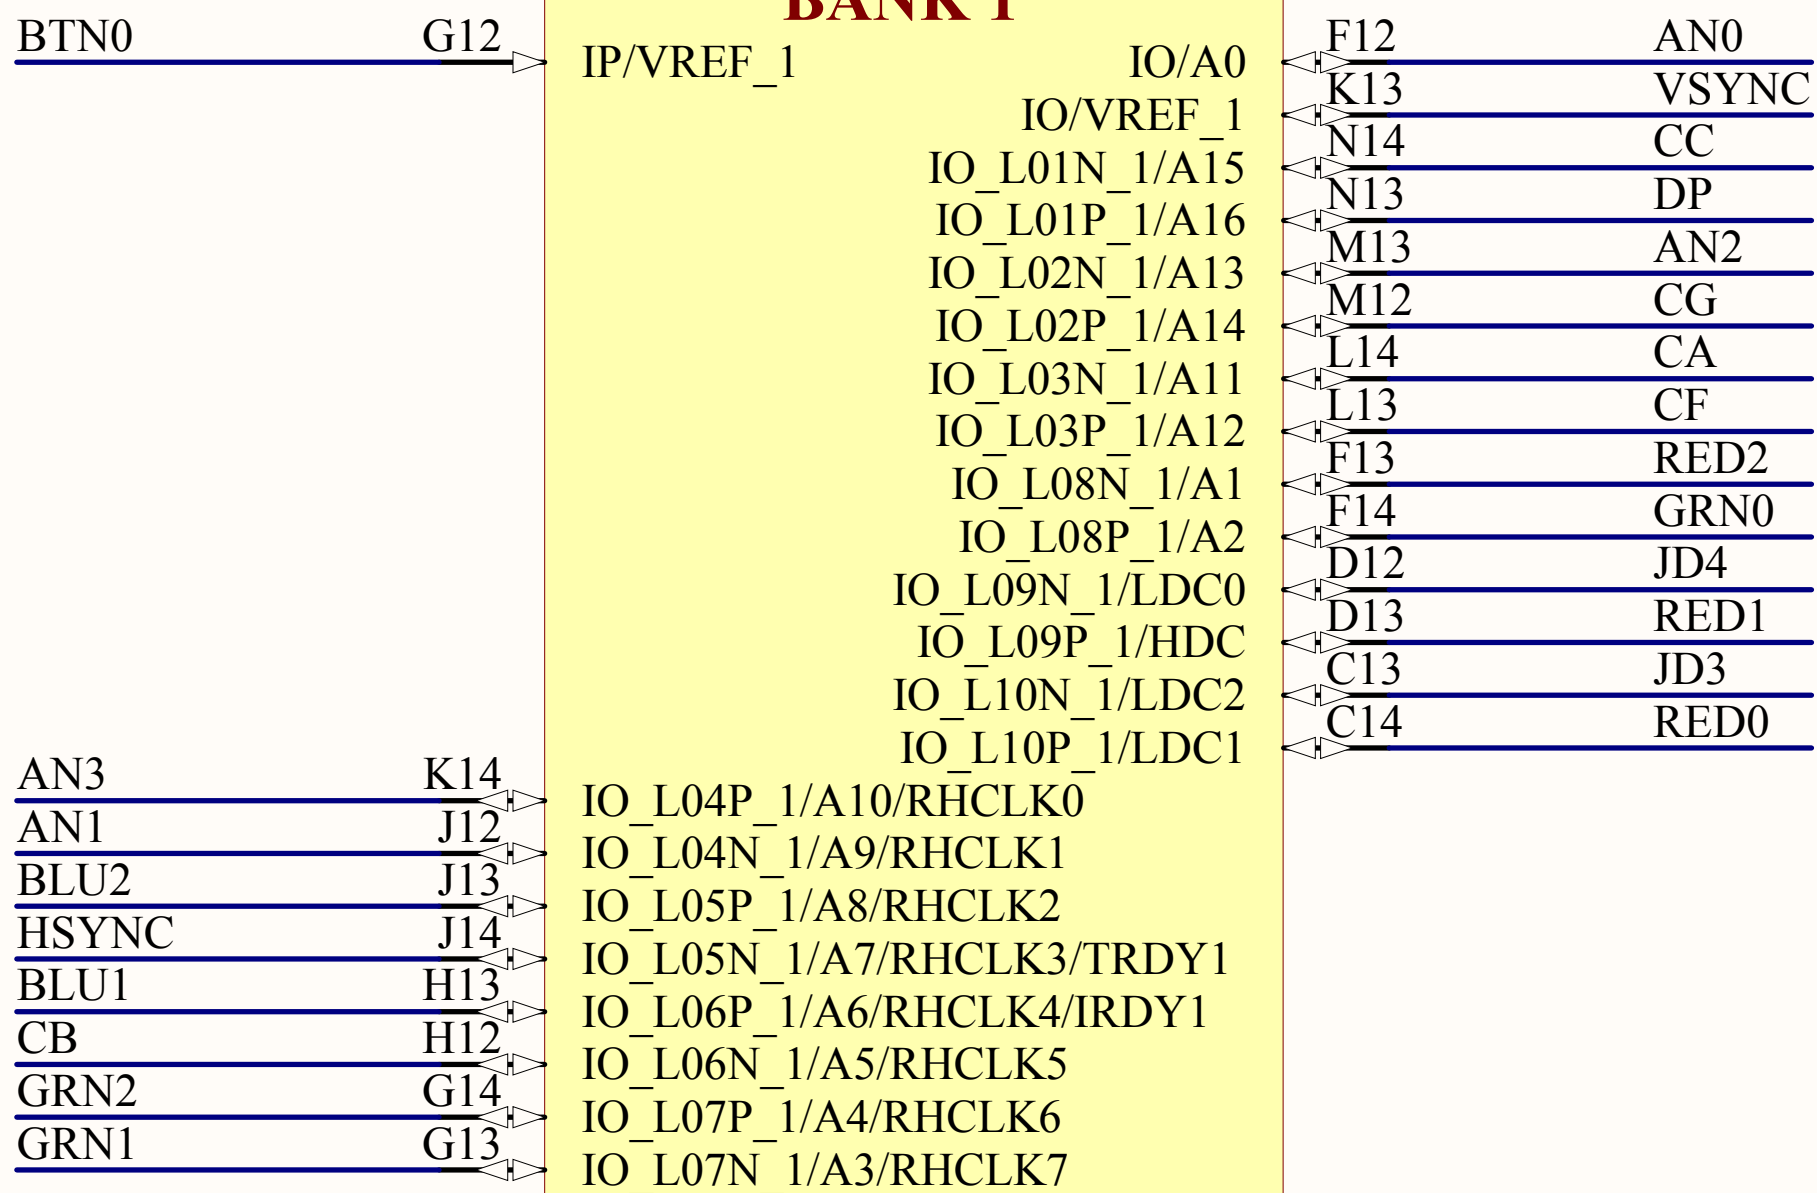 BANK 1
BTN0 G12 IP/VREF_1 IO/A0 F12 AN0
IO/VREF_1 K13 VSYNC
IO_L01N_1/A15 N14 CC
IO_L01P_1/A16 N13 DP
IO_L02N_1/A13 M13 AN2
IO_L02P_1/A14 M12 CG
IO_L03N_1/A11 L14 CA
IO_L03P_1/A12 L13 CF
IO_L08N_1/A1 F13 RED2
IO_L08P_1/A2 F14 GRN0
IO_L09N_1/LDC0 D12 JD4
IO_L09P_1/HDC D13 RED1
IO_L10N_1/LDC2 C13 JD3
IO_L10P_1/LDC1 C14 RED0
AN3 K14 IO_L04P_1/A10/RHCLK0
AN1 J12 IO_L04N_1/A9/RHCLK1
BLU2 J13 IO_L05P_1/A8/RHCLK2
HSYNC J14 IO_L05N_1/A7/RHCLK3/TRDY1
BLU1 H13 IO_L06P_1/A6/RHCLK4/IRDY1
CB H12 IO_L06N_1/A5/RHCLK5
GRN2 G14 IO_L07P_1/A4/RHCLK6
GRN1 G13 IO_L07N_1/A3/RHCLK7